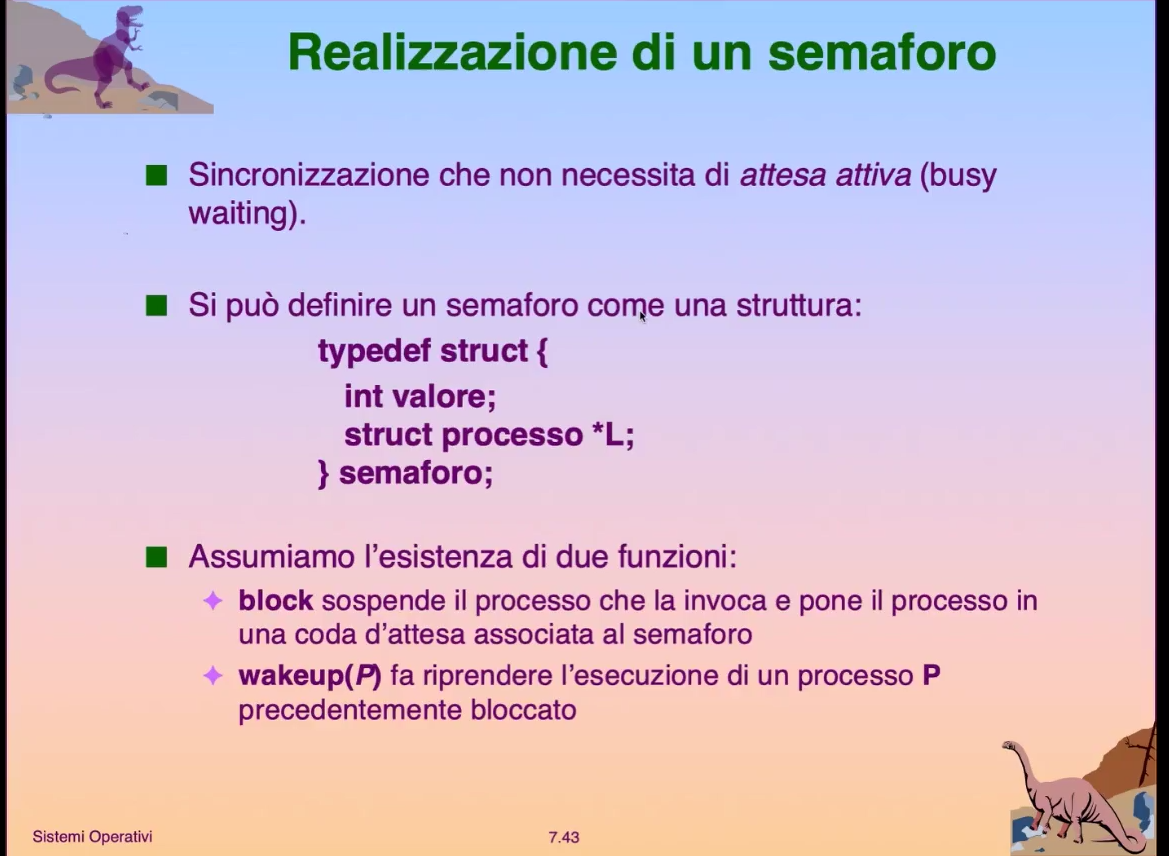 Realizzazione di un semaforo
Sincronizzazione che non necessita di attesa attiva (busy
waiting).
Si può definire un semaforo come una struttura:
typedef struct {
int valore;
struct processo *L;
} semaforo;
Assumiamo l'esistenza di due funzioni:
block sospende il processo che la invoca e pone il processo in
una coda d'attesa associata al semaforo
wakeup(P) fa riprendere l'esecuzione di un processo P
precedentemente bloccato
Sistemi Operativi
7.43